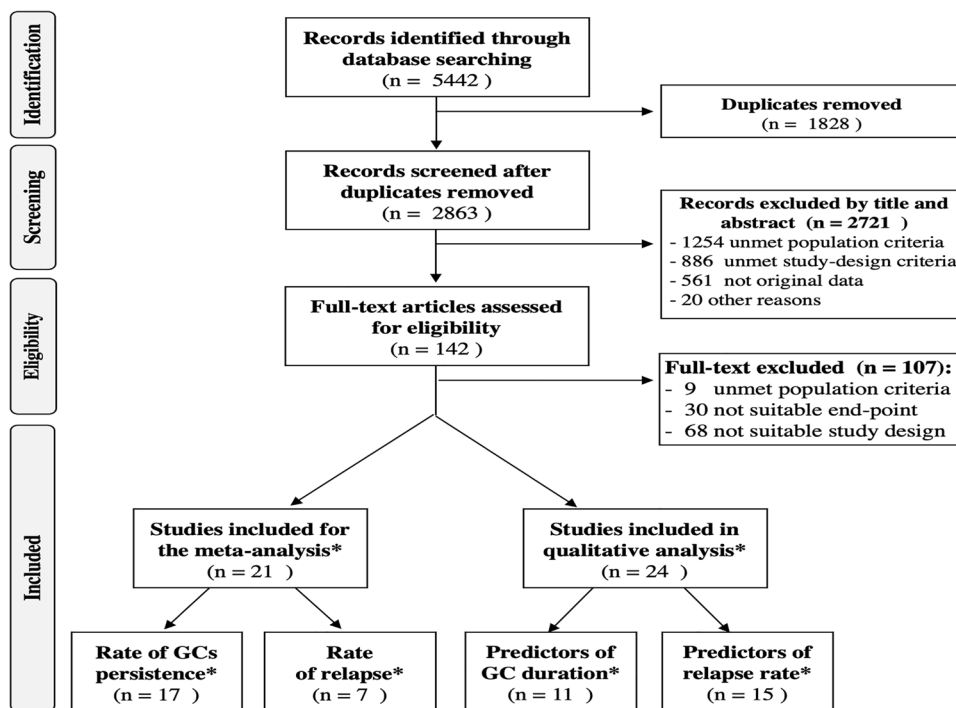 Identification
Records identified through
database searching
(n = 5442)
Duplicates removed
(n = 1828)
Screening
Records screened after
duplicates removed
(n = 2863)
Records excluded by title and
abstract (n = 2721 )
- 1254 unmet population criteria
- 886 unmet study-design criteria
- 561 not original data
- 20 other reasons
Eligibility
Full-text articles assessed
for eligibility
(n = 142)
Full-text excluded (n = 107):
- 9 unmet population criteria
- 30 not suitable end-point
- 68 not suitable study design
Included
Studies included for
the meta-analysis*
(n = 21 )
Studies included in
qualitative analysis*
(n = 24 )
Rate of GCs
persistence*
(n = 17 )
Rate
of relapse*
(n = 7 )
Predictors of
GC duration*
(n = 11 )
Predictors of
relapse rate*
(n = 15 )